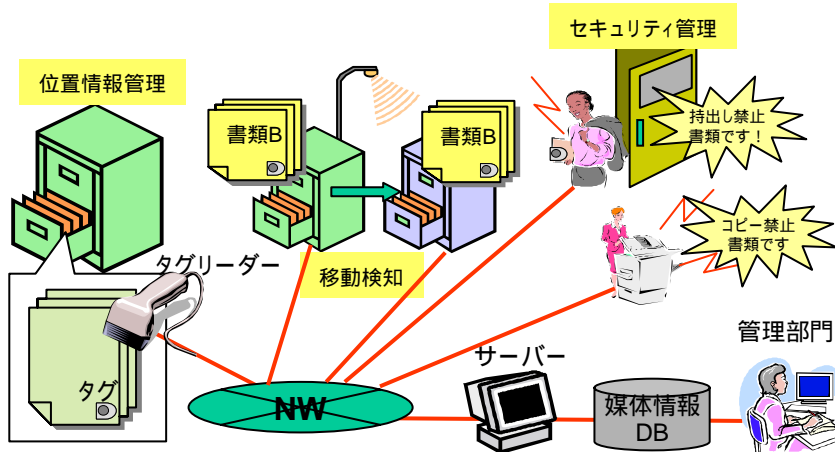 セキュリティ管理
位置情報管理
書類B
書類B
持出し禁止
書類です！
コピー禁止
書類です
タグリーダー
移動検知
管理部門
サーバー
タグ
NW
媒体情報
DB